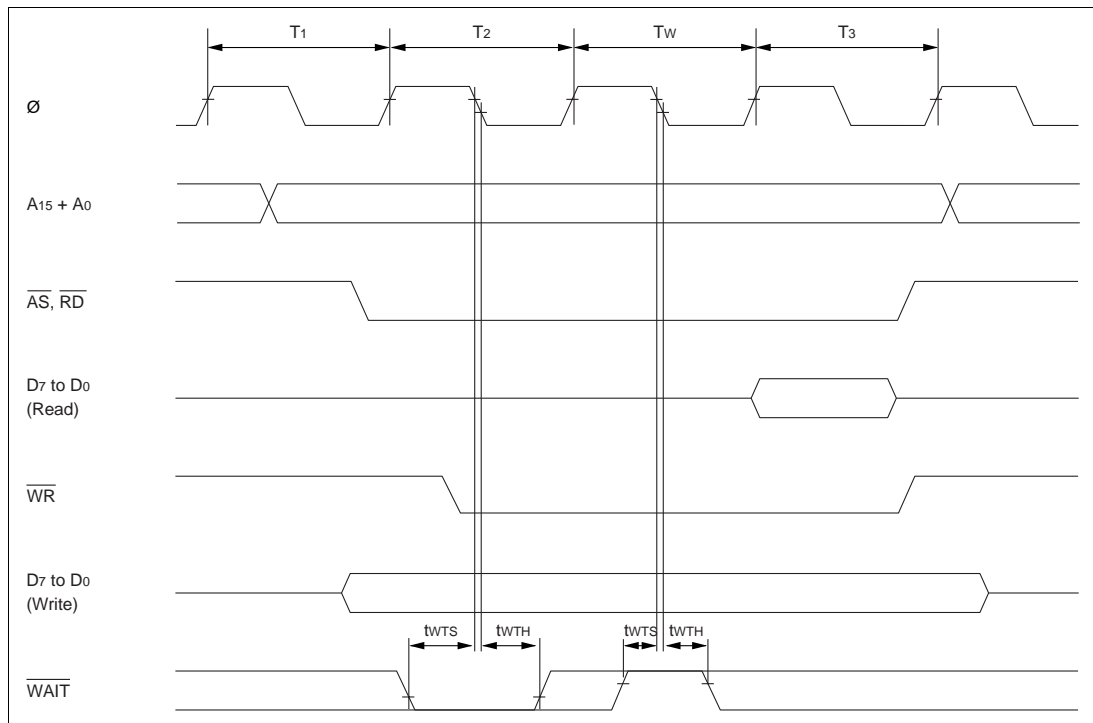 T1 T2 TW T3
Ø
A15 + A0
AS, RD
D7 to D0
(Read)
WR
D7 to D0
(Write)
tWTS tWTH tWTS tWTH
WAIT